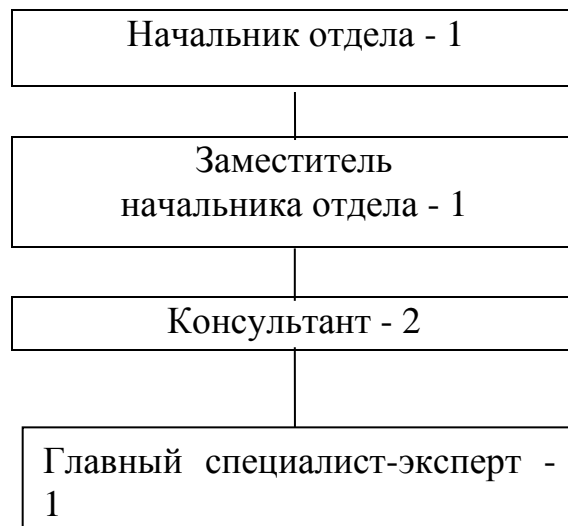 Начальник отдела - 1
Заместитель
начальника отдела - 1
Консультант - 2
Главный специалист-эксперт -
1